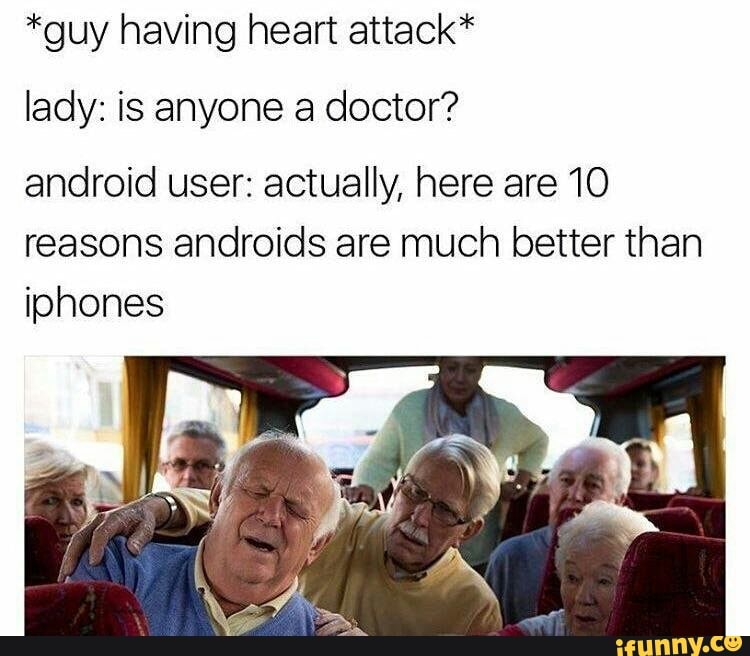 *guy having heart attack*
lady: is anyone a doctor?
android user: actually, here are 10
reasons androids are much better than
iphones
ifunny.co